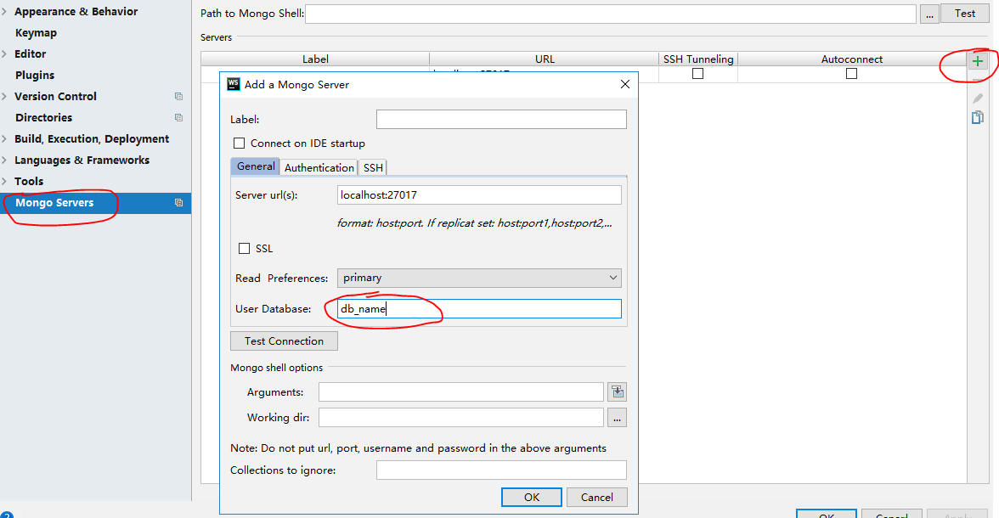 Appearance & Behavior
Keymap
Editor
Plugins
Version Control
Directories
Build, Execution, Deployment
Languages & Frameworks
Tools
Mongo Servers
Path to Mongo Shell:
...
Test
Servers
Label
URL
SSH Tunneling
Autoconnect
WS
Add a Mongo Server
Label:
Connect on IDE startup
General
Authentication
SSH
Server url(s):
localhost:27017
format: host:port. If replicat set: host:port1,host:port2,...
SSL
Read Preferences:
primary
User Database:
db_name
Test Connection
Mongo shell options
Arguments:
Working dir:
...
Note: Do not put url, port, username and password in the above arguments
Collections to ignore:
OK
Cancel
?
OK
Cancel
Apply